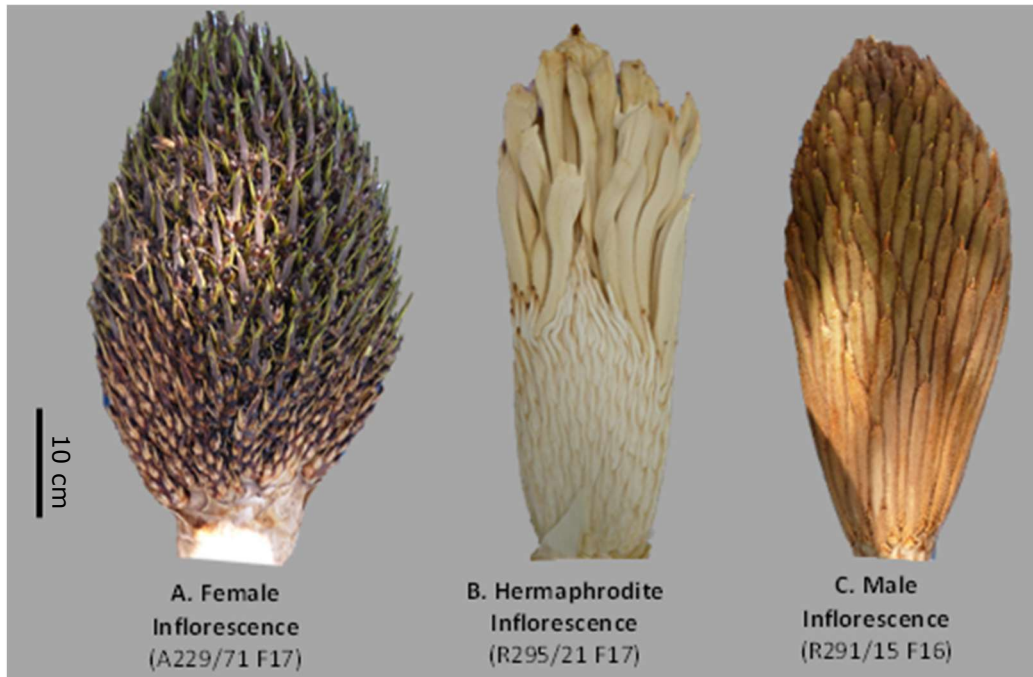 10 cm
A. Female
Inflorescence
(A229/71 F17)
B. Hermaphrodite
Inflorescence
(R295/21 F17)
C. Male
Inflorescence
(R291/15 F16)